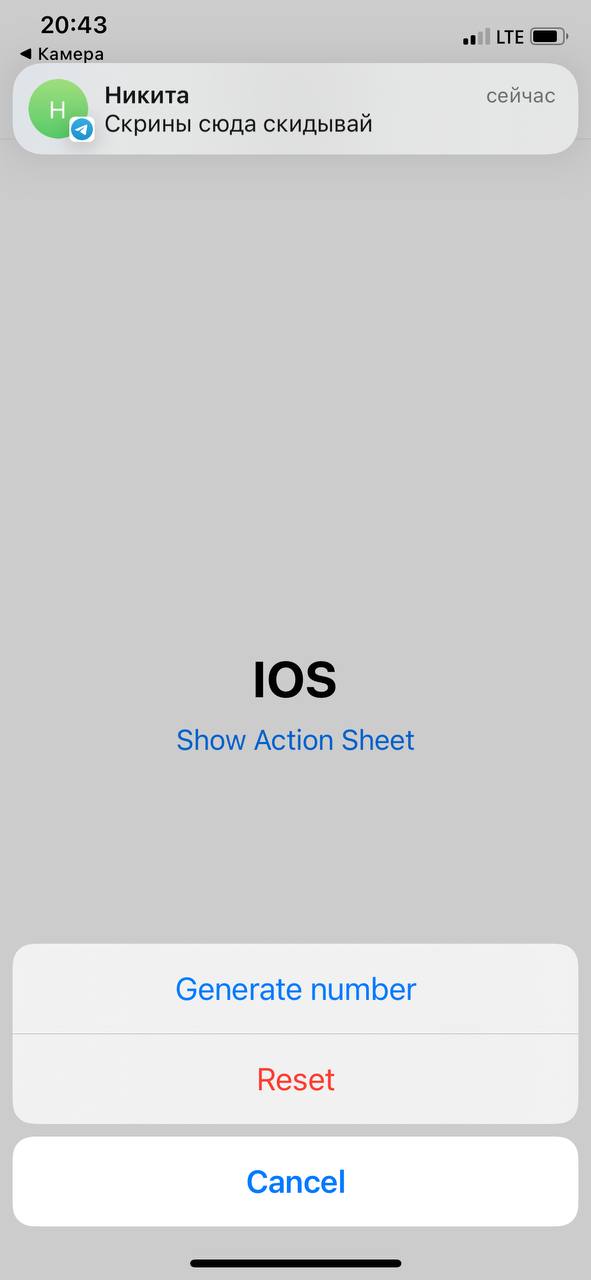 20:43
LTE
Камера
Н
Никита
сейчас
Скрины сюда скидывай
IOS
Show Action Sheet
Generate number
Reset
Cancel